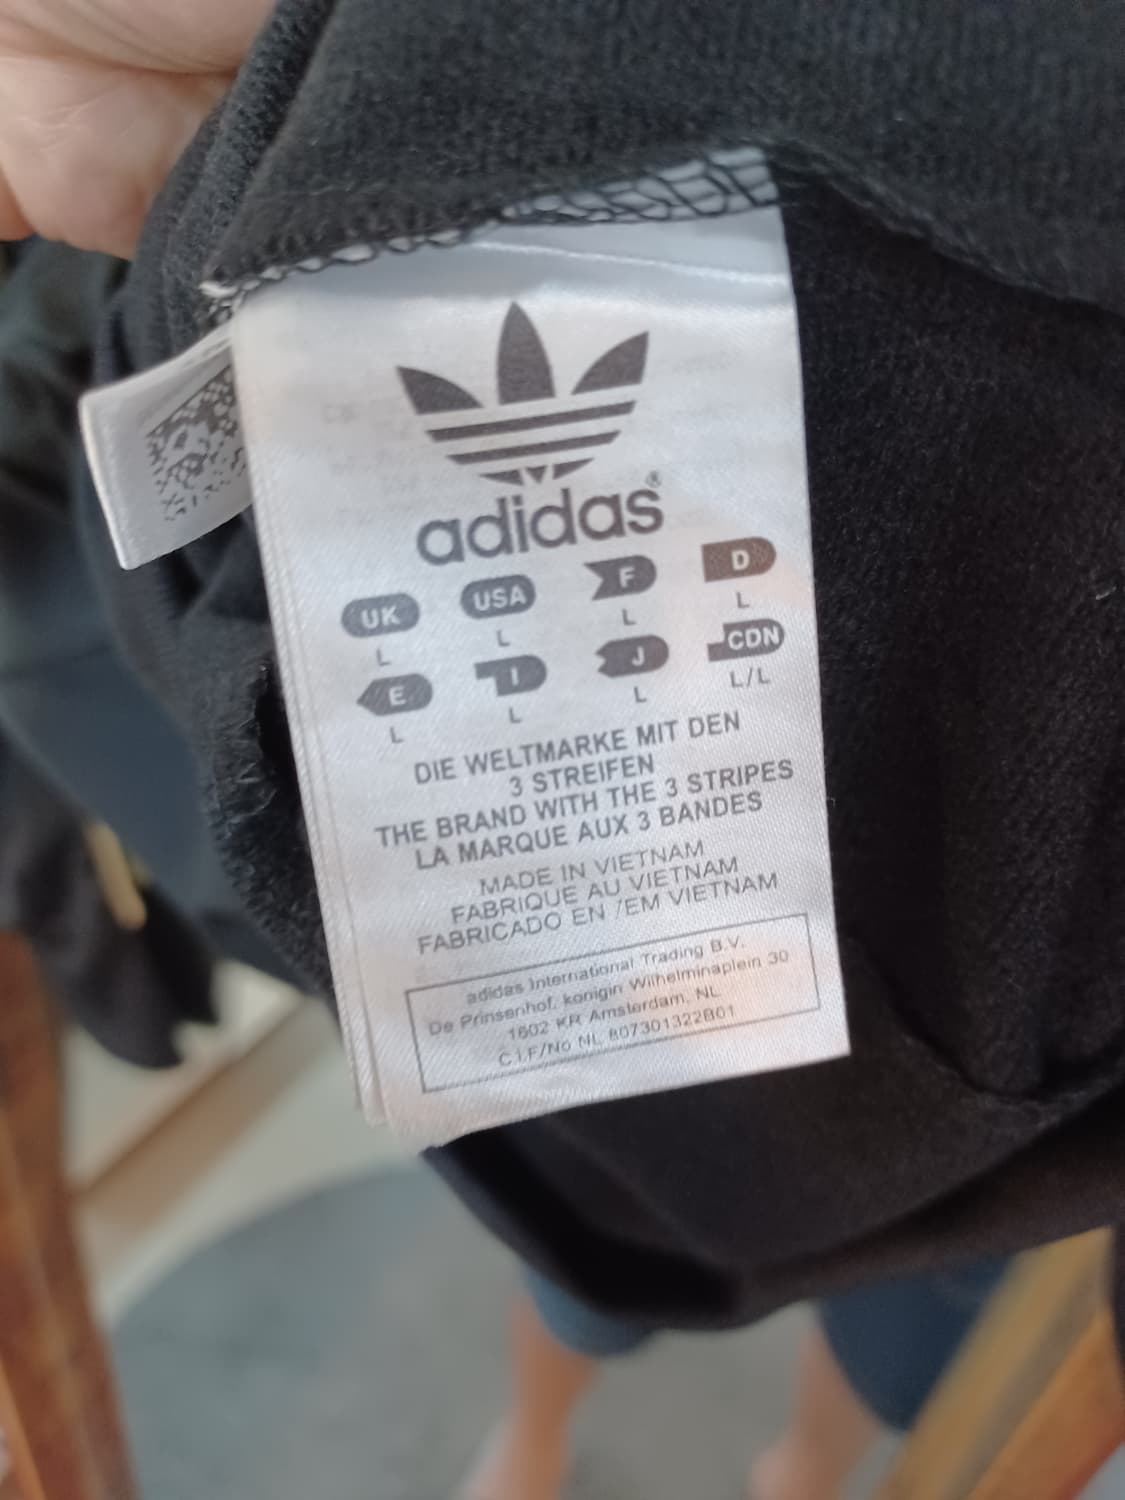 adidas®
UK USA F D
L L L L
E I J CDN
L L L L/L
DIE WELTMARKE MIT DEN
3 STREIFEN
THE BRAND WITH THE 3 STRIPES
LA MARQUE AUX 3 BANDES
MADE IN VIETNAM
FABRIQUE AU VIETNAM
FABRICADO EN /EM VIETNAM
adidas International Trading B.V.
De Prinsenhof, konigin Wilhelminaplein 30
1602 KR Amsterdam, NL
C.I.F/No NL 807301322B01